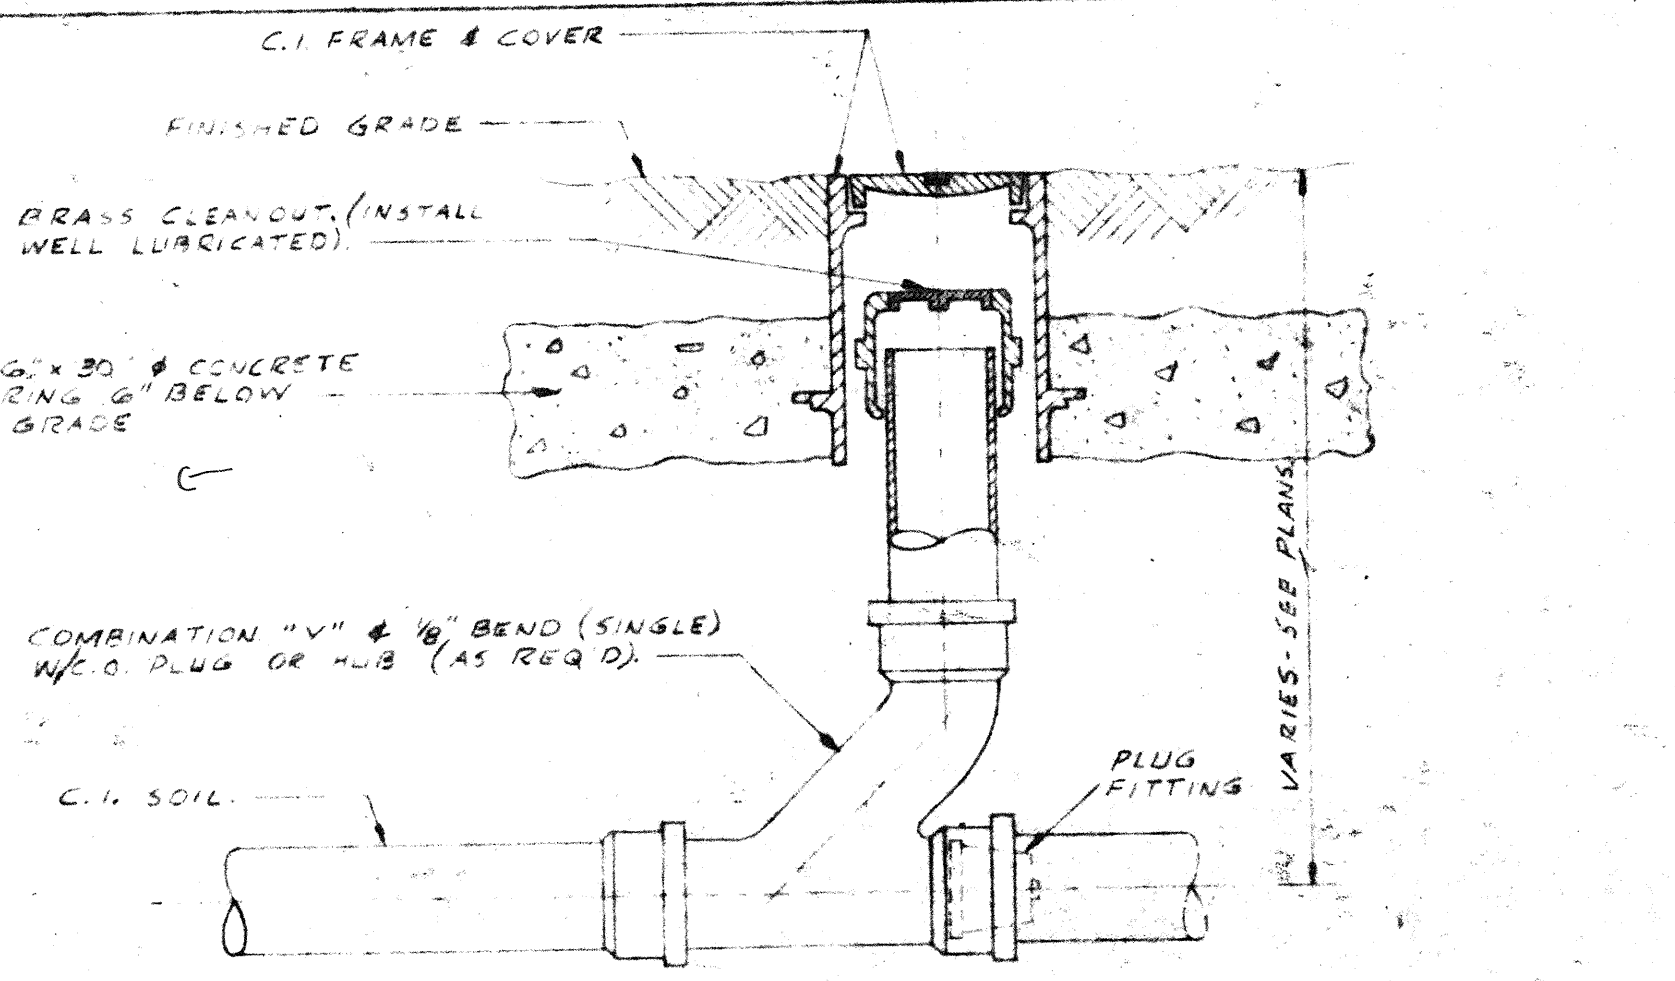 C.I. FRAME & COVER
FINISHED GRADE
BRASS CLEANOUT. (INSTALL
WELL LUBRICATED).
6" x 30" ϕ CONCRETE
RING 6" BELOW
GRADE
COMBINATION "V" & 1/8" BEND (SINGLE)
W/C.O. PLUG OR HUB (AS REQ'D).
C.I. SOIL.
PLUG
FITTING
VARIES - SEE PLANS.